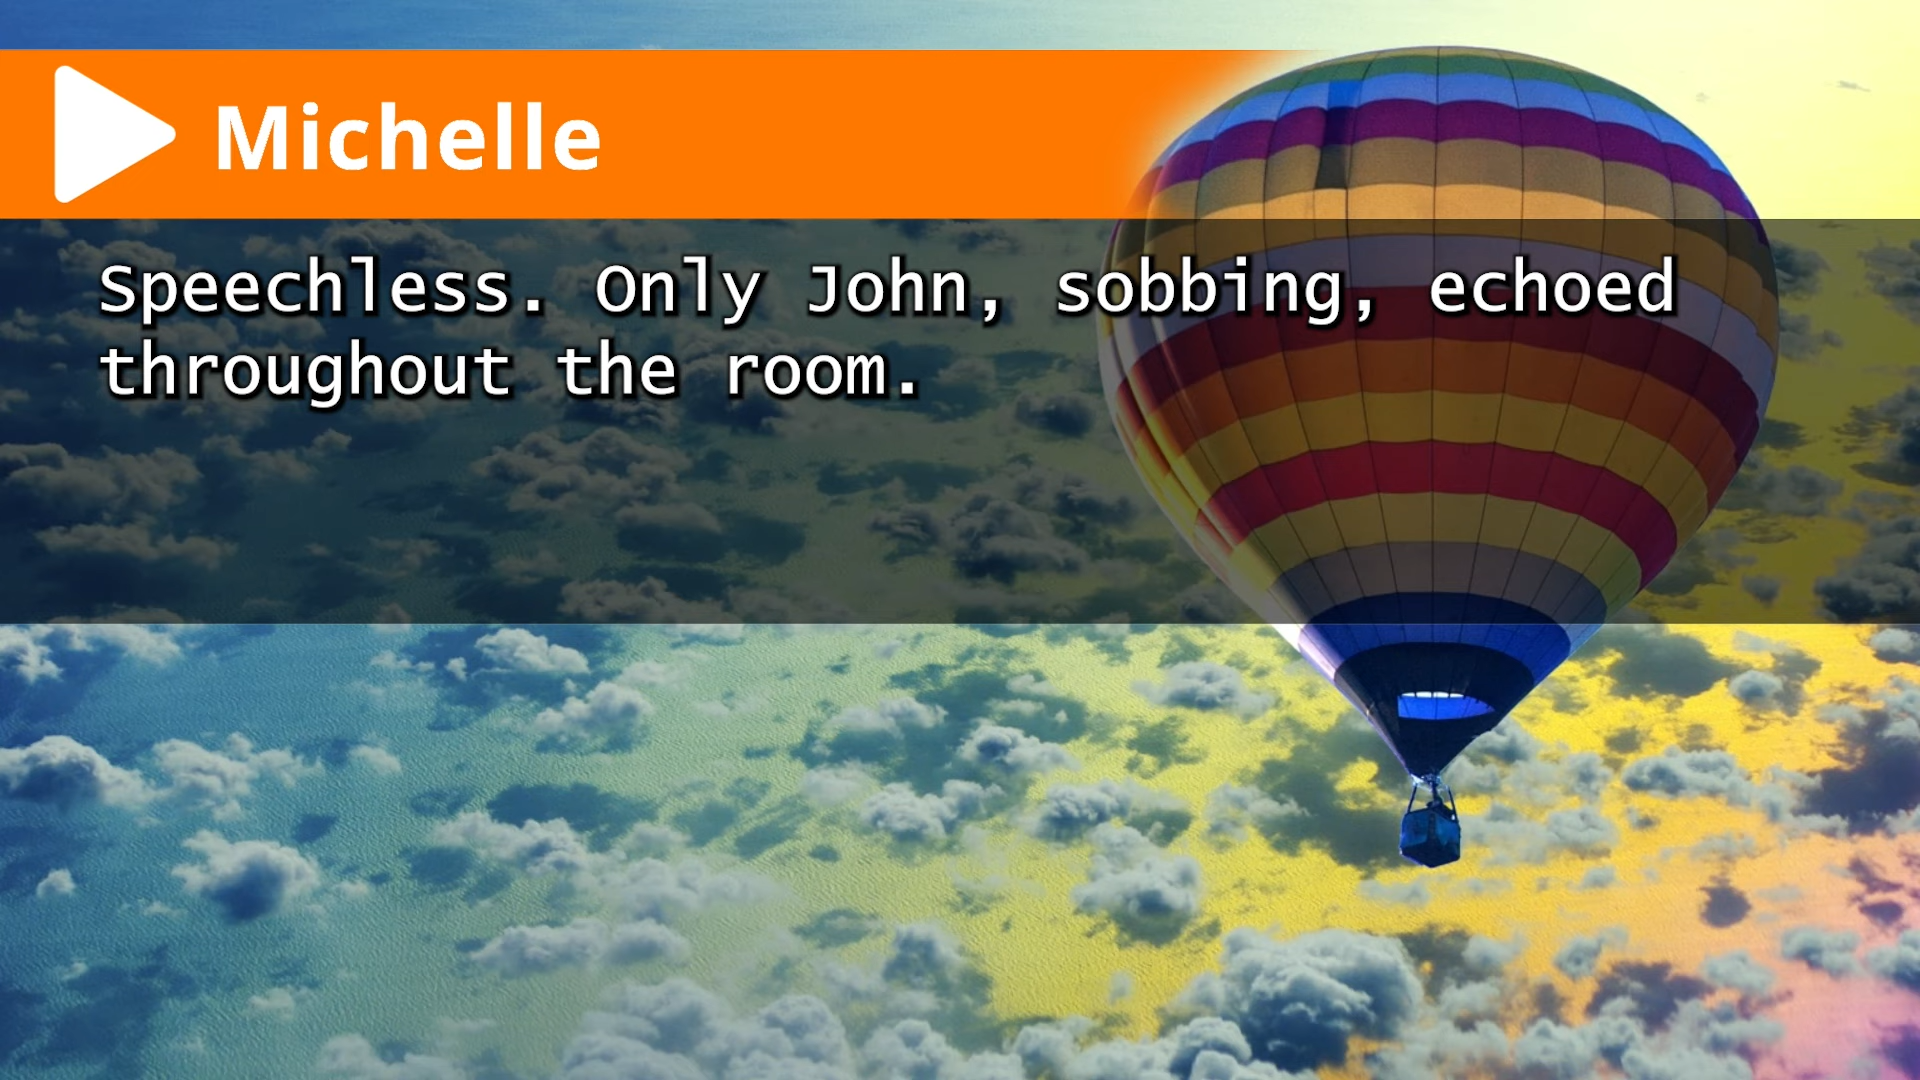 Michelle
Speechless. Only John, sobbing, echoed
throughout the room.